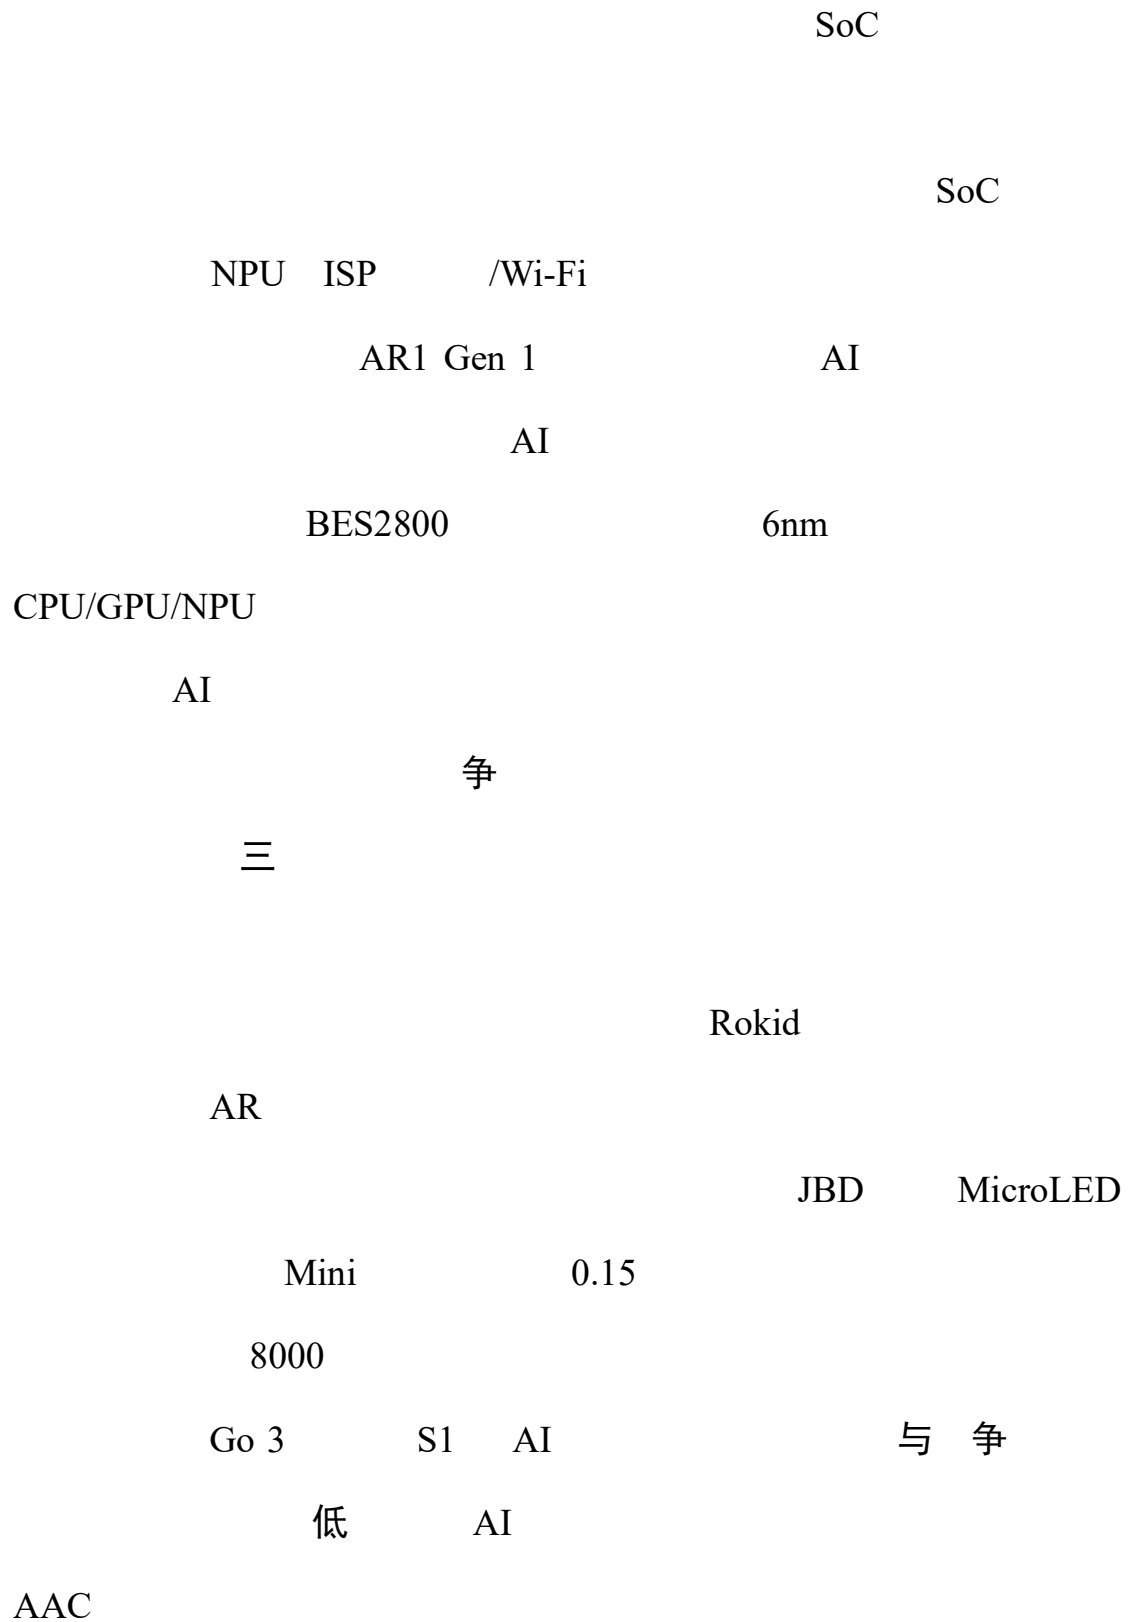 SoC
SoC
NPU ISP /Wi-Fi
AR1 Gen 1 AI
AI
BES2800 6nm
CPU/GPU/NPU
AI
争
三
Rokid
AR
JBD MicroLED
Mini 0.15
8000
Go 3 S1 AI 与 争
低 AI
AAC